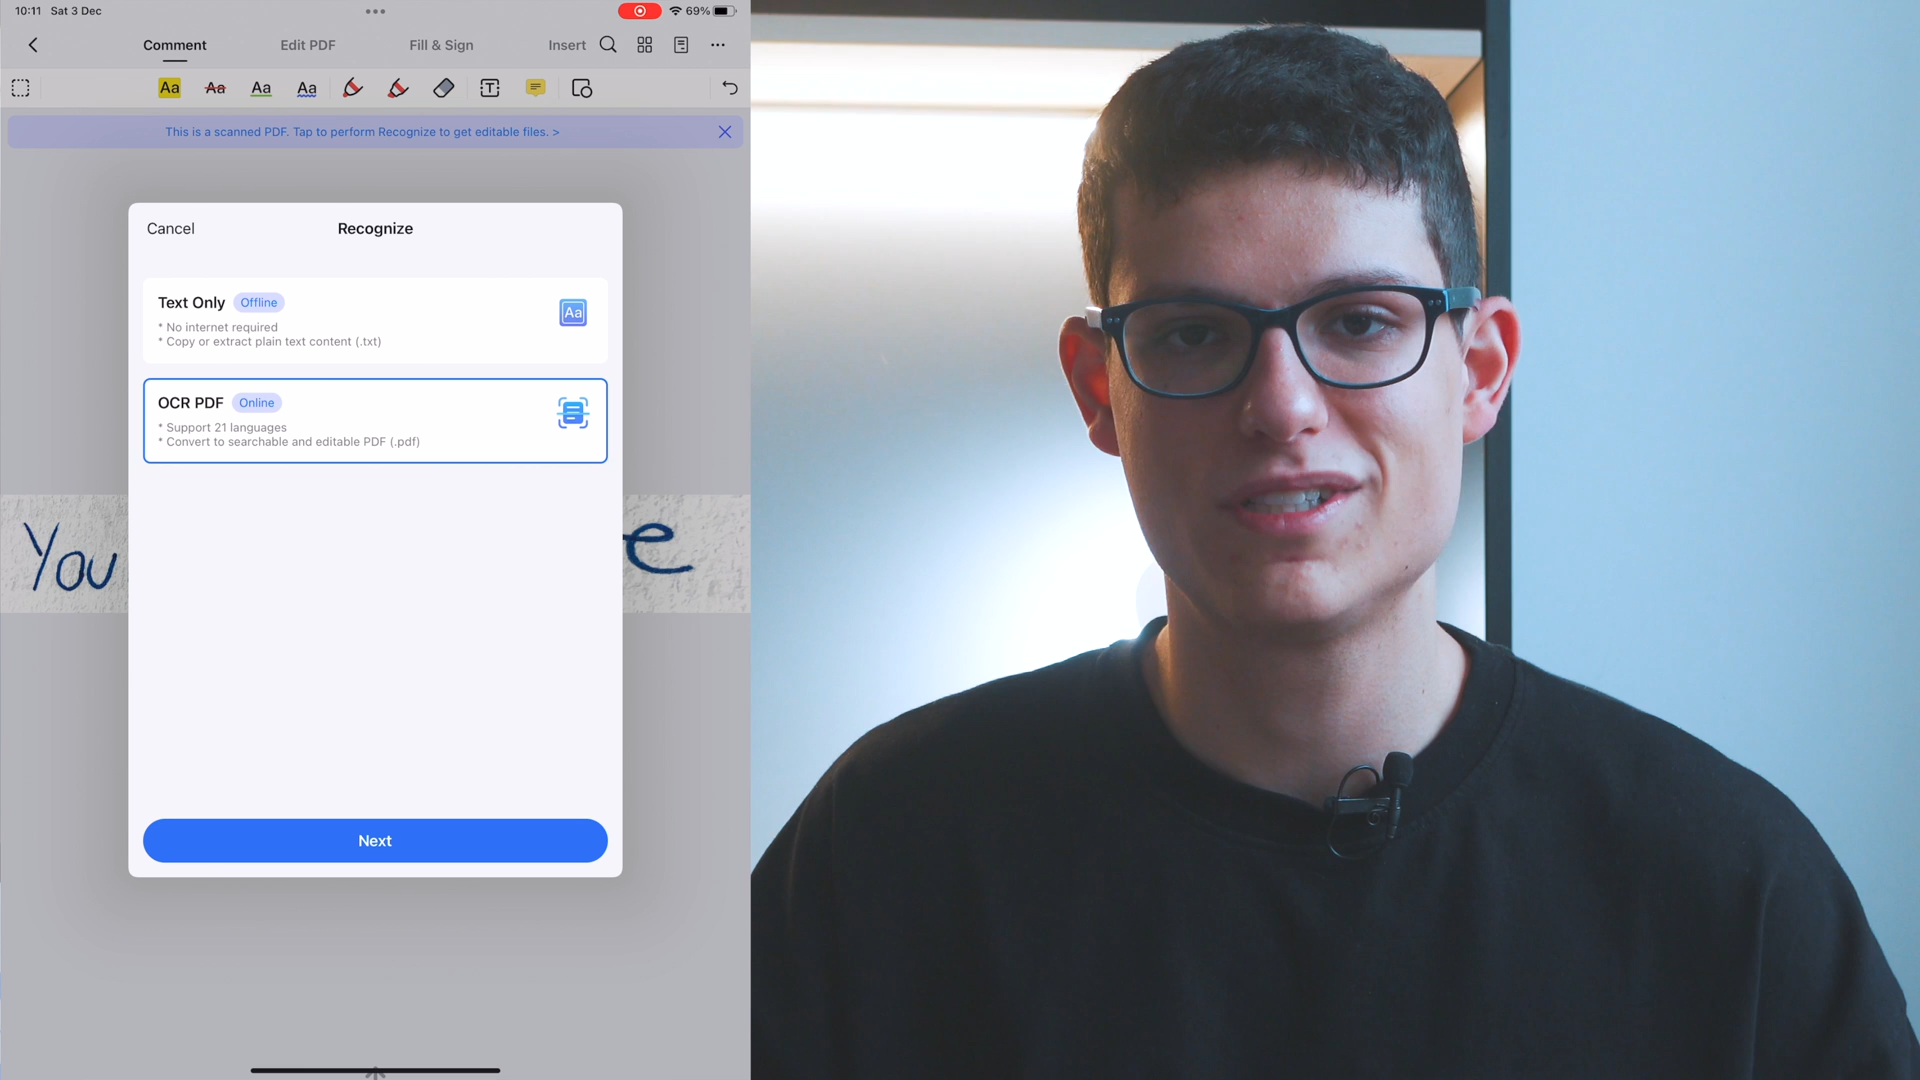 10:11 Sat 3 Dec
69%
Comment Edit PDF Fill & Sign Insert
Aa Aa Aa Aa T
This is a scanned PDF. Tap to perform Recognize to get editable files. >
Cancel Recognize
Text Only Offline
* No internet required
* Copy or extract plain text content (.txt)
Aa
OCR PDF Online
* Support 21 languages
* Convert to searchable and editable PDF (.pdf)
You
e
Next